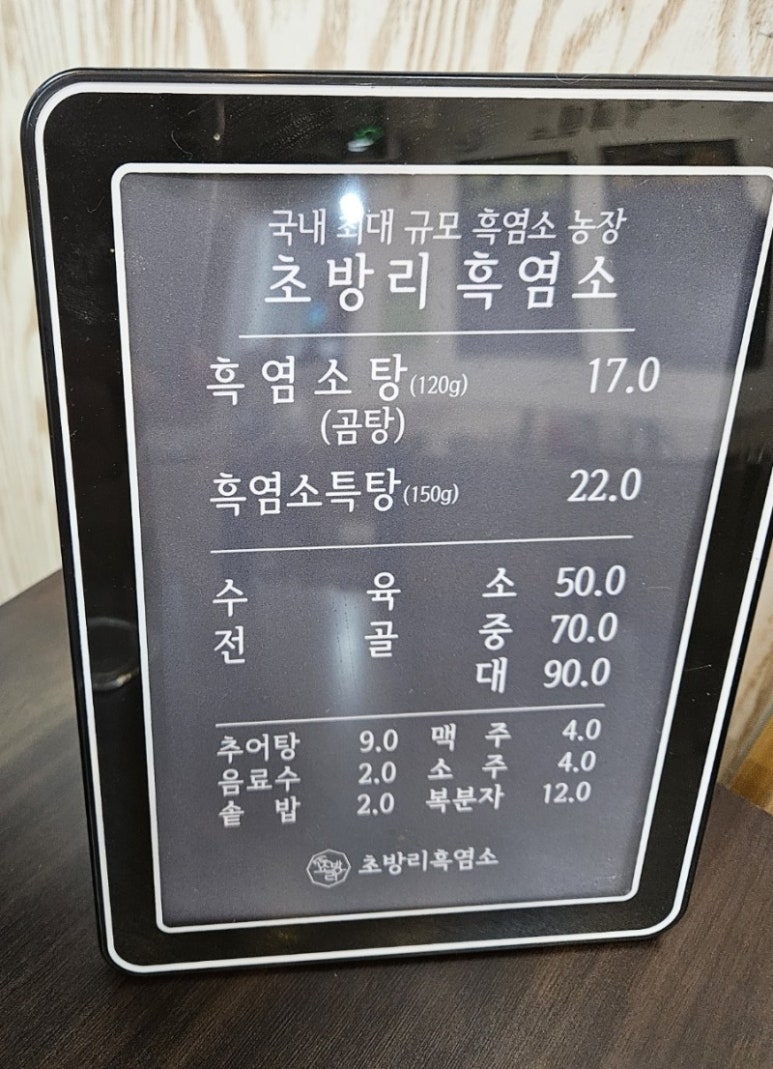 국내 최대 규모 흑염소 농장
초방리 흑염소
흑염소탕(120g) 17.0
(곰탕)
흑염소특탕(150g) 22.0
수 육 소 50.0
전 골 중 70.0
대 90.0
추어탕 9.0 맥 주 4.0
음료수 2.0 소 주 4.0
솥 밥 2.0 복분자 12.0
초방리흑염소